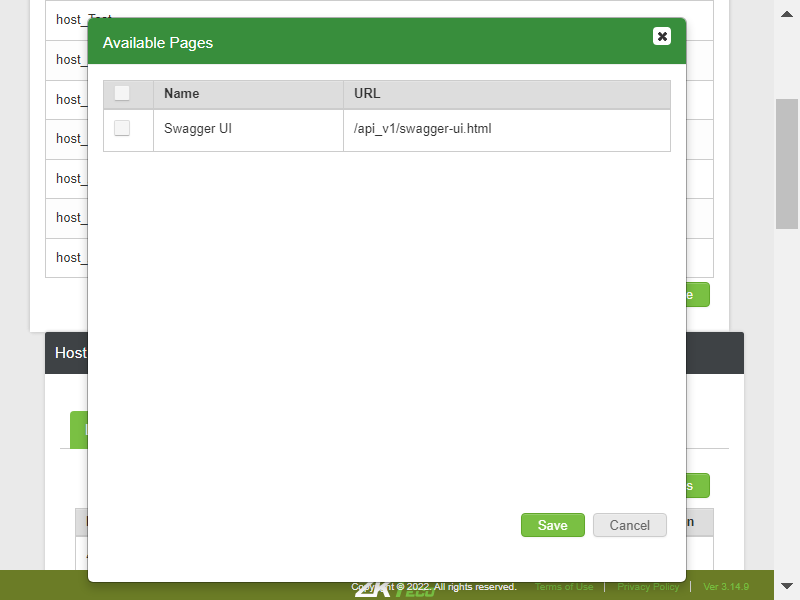 host_Test
host_
host_
host_
host_
host_
host_
Available Pages
Name URL
Swagger UI /api_v1/swagger-ui.html
e
Host
s
n
Save Cancel
ZKTeco
Copyright © 2022. All rights reserved. Terms of Use | Privacy Policy | Ver 3.14.9